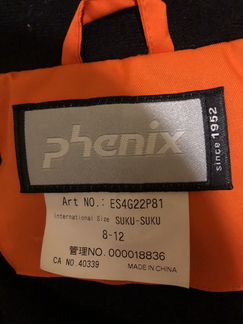 phenix
since 1952
Art NO.: ES4G22P81
International Size SUKU-SUKU
8-12
管理NO. 000018836
CA NO. 40339 MADE IN CHINA